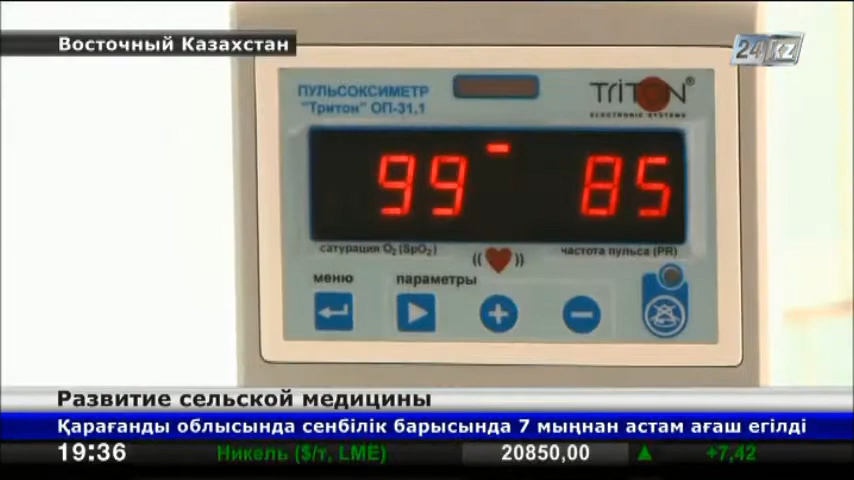 Восточный Казахстан
24.kz
ПУЛЬСОКСИМЕТР
"Тритон" ОП-31.1
TriTON®
ELECTRONIC SYSTEMS
99 85
сатурация O₂(SpO₂)
частота пульса (PR)
меню
параметры
Развитие сельской медицины
Қарағанды облысында сенбілік барысында 7 мыңнан астам ағаш егілді
19:36 Никель ($/т, LME) 20850,00 ▲ +7,42